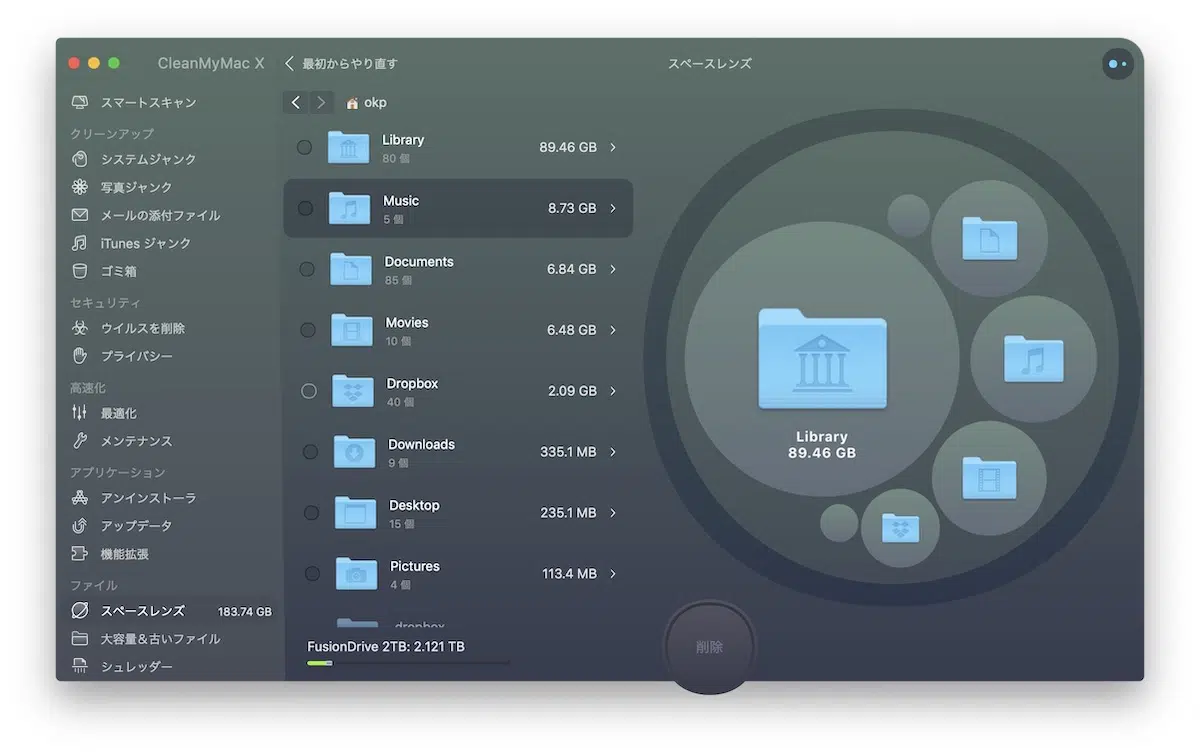 CleanMyMac X
最初からやり直す
スペースレンズ
スマートスキャン
クリーンアップ
システムジャンク
写真ジャンク
メールの添付ファイル
iTunes ジャンク
ゴミ箱
セキュリティ
ウイルスを削除
プライバシー
高速化
最適化
メンテナンス
アプリケーション
アンインストーラ
アップデータ
機能拡張
ファイル
スペースレンズ 183.74 GB
大容量&古いファイル
シュレッダー
okp
Library 89.46 GB
80 個
Music 8.73 GB
5 個
Documents 6.84 GB
85 個
Movies 6.48 GB
10 個
Dropbox 2.09 GB
40 個
Downloads 335.1 MB
9 個
Desktop 235.1 MB
15 個
Pictures 113.4 MB
4 個
dropbox
FusionDrive 2TB: 2.121 TB
Library
89.46 GB
削除